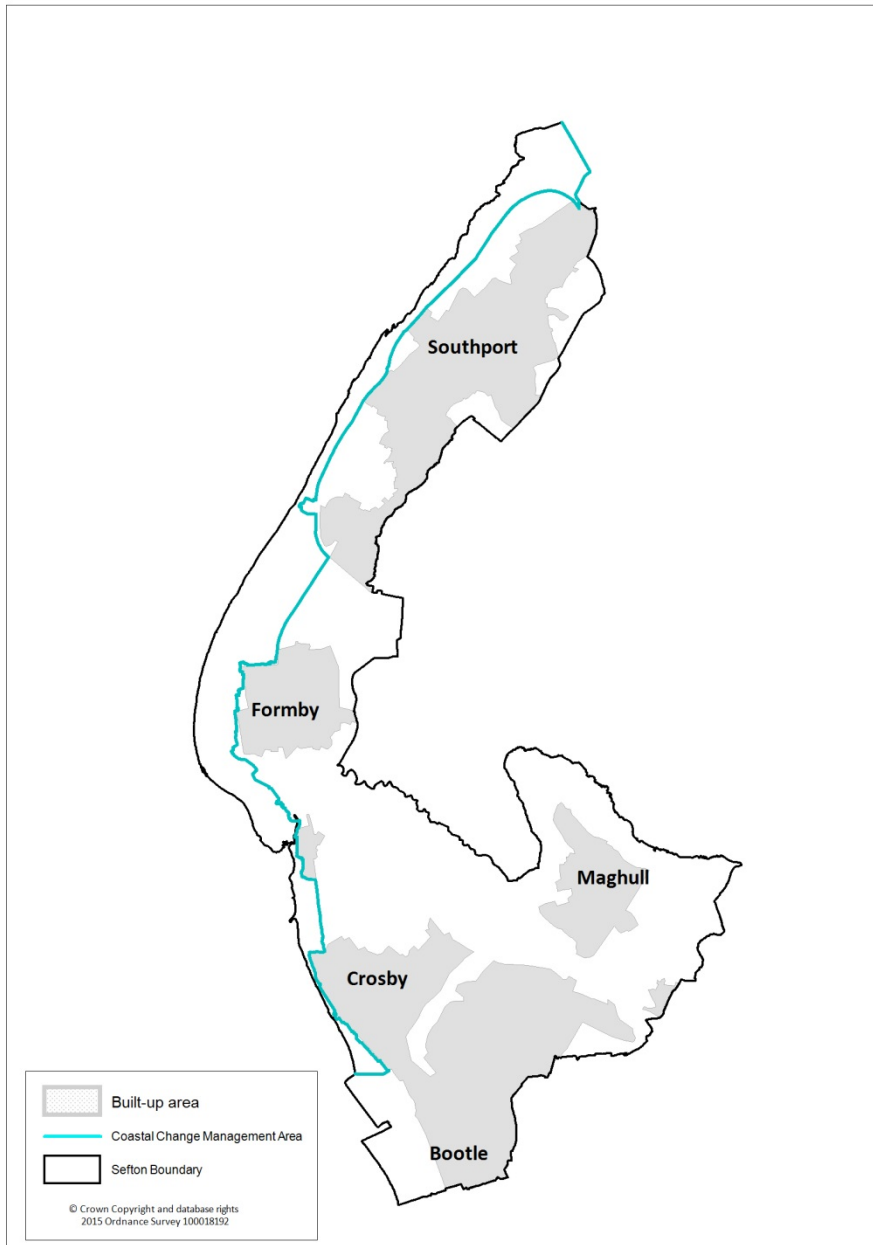 Southport
Formby
Maghull
Crosby
Bootle
Built-up area
Coastal Change Management Area
Sefton Boundary
© Crown Copyright and database rights
2015 Ordnance Survey 100018192